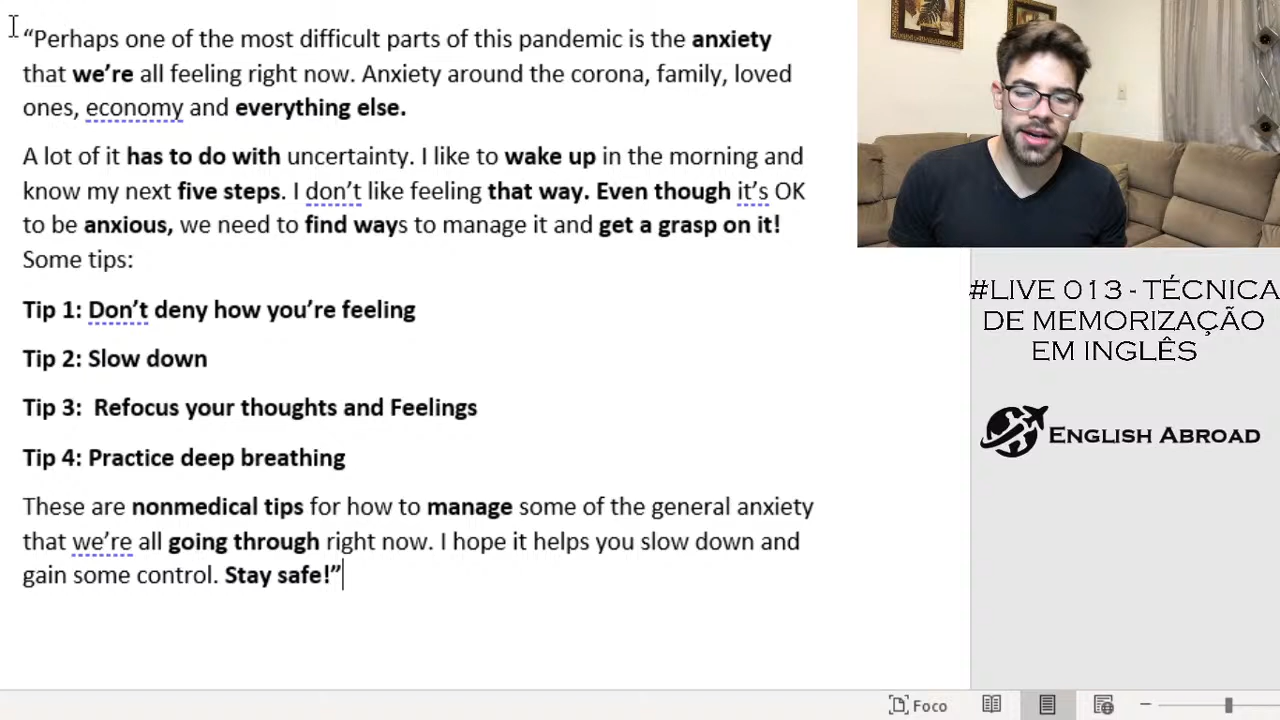 “Perhaps one of the most difficult parts of this pandemic is the anxiety
that we’re all feeling right now. Anxiety around the corona, family, loved
ones, economy and everything else.
A lot of it has to do with uncertainty. I like to wake up in the morning and
know my next five steps. I don’t like feeling that way. Even though it’s OK
to be anxious, we need to find ways to manage it and get a grasp on it!
Some tips:
Tip 1: Don’t deny how you’re feeling
Tip 2: Slow down
Tip 3:  Refocus your thoughts and Feelings
Tip 4: Practice deep breathing
These are nonmedical tips for how to manage some of the general anxiety
that we’re all going through right now. I hope it helps you slow down and
gain some control. Stay safe!”
#LIVE 013 - TÉCNICA
DE MEMORIZAÇÃO
EM INGLÊS
ENGLISH ABROAD
Foco